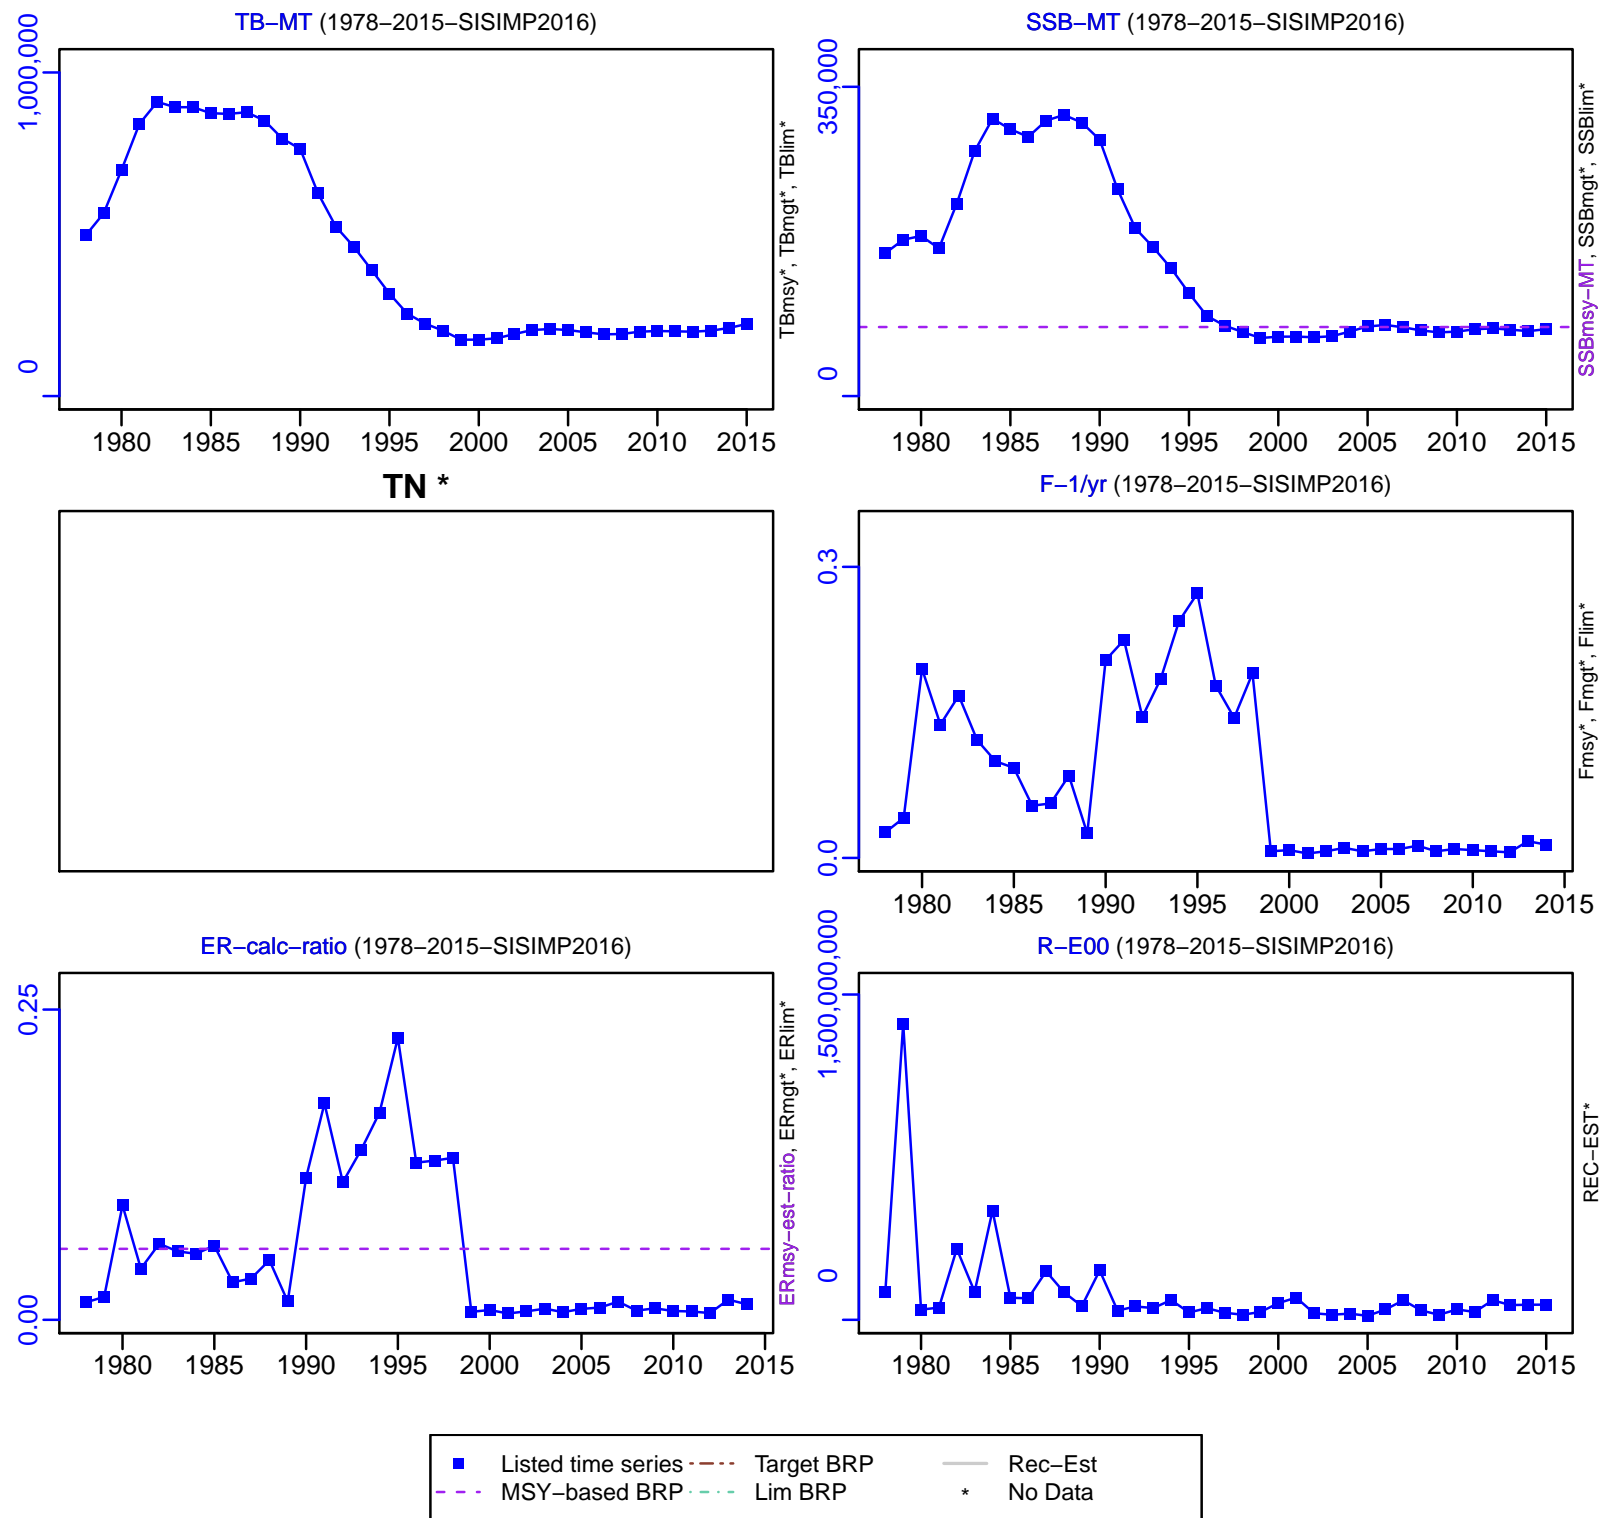 TB−MT (1978−2015−SISIMP2016)
1,000,000
0
TBmsy*, TBmgt*, TBlim*
1980 1985 1990 1995 2000 2005 2010 2015
SSB−MT (1978−2015−SISIMP2016)
350,000
0
SSBmsy−MT, SSBmgt*, SSBlim*
1980 1985 1990 1995 2000 2005 2010 2015
TN *
F−1/yr (1978−2015−SISIMP2016)
0.3
0.0
Fmsy*, Fmgt*, Flim*
1980 1985 1990 1995 2000 2005 2010 2015
ER−calc−ratio (1978−2015−SISIMP2016)
0.25
0.00
ERmsy−est−ratio, ERmgt*, ERlim*
1980 1985 1990 1995 2000 2005 2010 2015
R−E00 (1978−2015−SISIMP2016)
1,500,000
0
REC−EST*
1980 1985 1990 1995 2000 2005 2010 2015
Listed time series Target BRP Rec−Est
MSY−based BRP Lim BRP * No Data